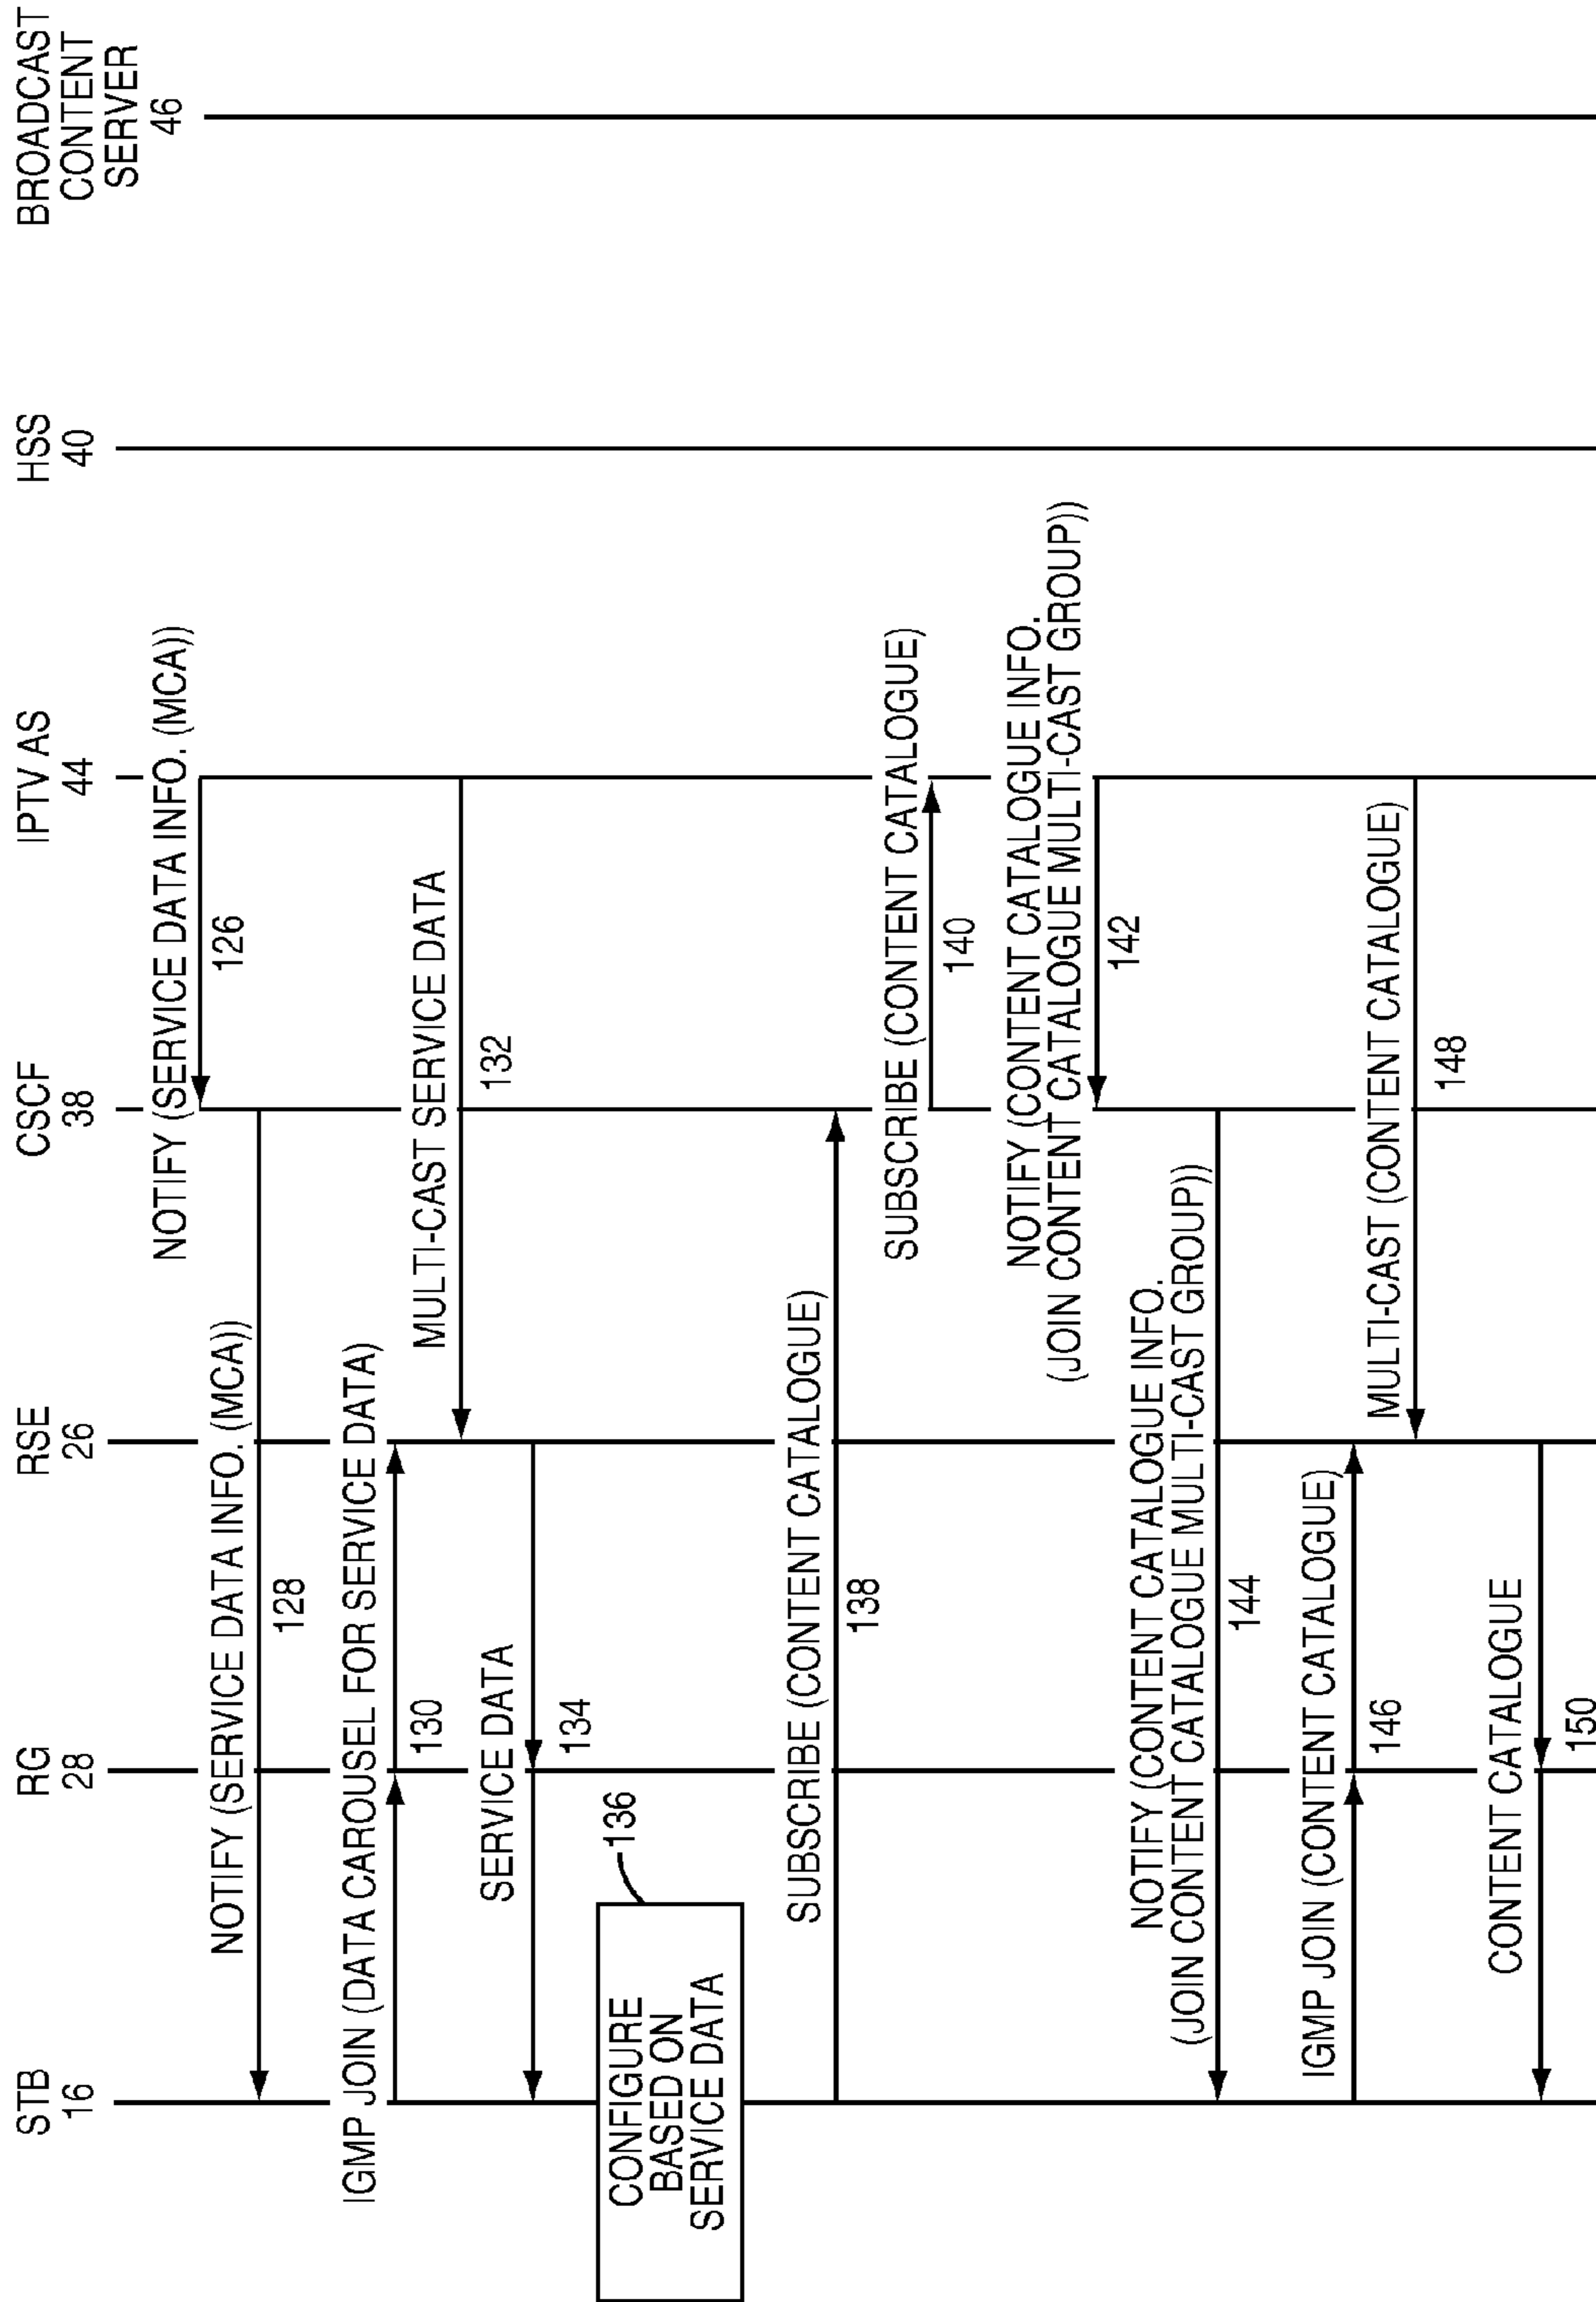 STB
16
RG
28
RSE
26
CSCF
38
IPTV AS
44
HSS
40
BROADCAST
CONTENT
SERVER
46
NOTIFY (SERVICE DATA INFO. (MCA))
126
NOTIFY (SERVICE DATA INFO. (MCA))
128
IGMP JOIN (DATA CAROUSEL FOR SERVICE DATA)
130
MULTI-CAST SERVICE DATA
132
SERVICE DATA
134
CONFIGURE
BASED ON
SERVICE DATA
136
SUBSCRIBE (CONTENT CATALOGUE)
138
SUBSCRIBE (CONTENT CATALOGUE)
140
NOTIFY (CONTENT CATALOGUE INFO.
(JOIN CONTENT CATALOGUE MULTI-CAST GROUP))
142
NOTIFY (CONTENT CATALOGUE INFO.
(JOIN CONTENT CATALOGUE MULTI-CAST GROUP))
144
IGMP JOIN (CONTENT CATALOGUE)
146
MULTI-CAST (CONTENT CATALOGUE)
148
CONTENT CATALOGUE
150